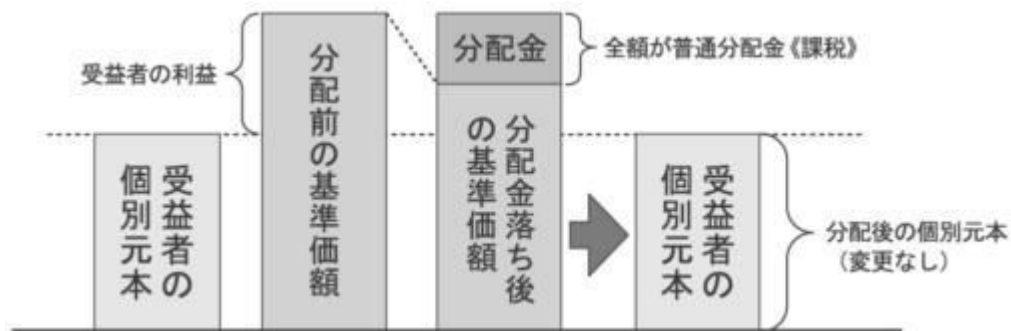 受益者の利益
受益者の
個別元本
分配前の基準価額
分配金
全額が普通分配金《課税》
分配金落ち後
の基準価額
受益者の
個別元本
分配後の個別元本
（変更なし）